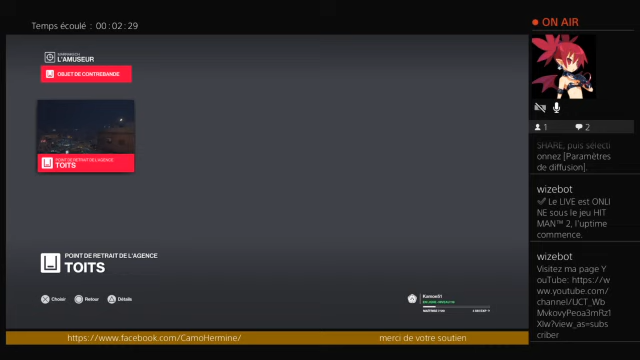 Temps écoulé : 00:02:29
L'AMUSEUR
OBJET DE CONTREBANDE
POINT DE RETRAIT DE L'AGENCE
TOITS
POINT DE RETRAIT DE L'AGENCE
TOITS
Choisir
Retour
Détails
https://www.facebook.com/CamoHermine/
merci de votre soutien
ON AIR
1
2
SHARE, puis sélecti
onnez [Paramètres
de diffusion].
wizebot
✅ Le LIVE est ONLI
NE sous le jeu HIT
MAN™ 2, l'uptime
commence.
wizebot
Visitez ma page Y
ouTube: https://w
ww.youtube.com/
channel/UCT_Wb
MvkovyPeoa3mRz1
Xlw?view_as=subs
criber